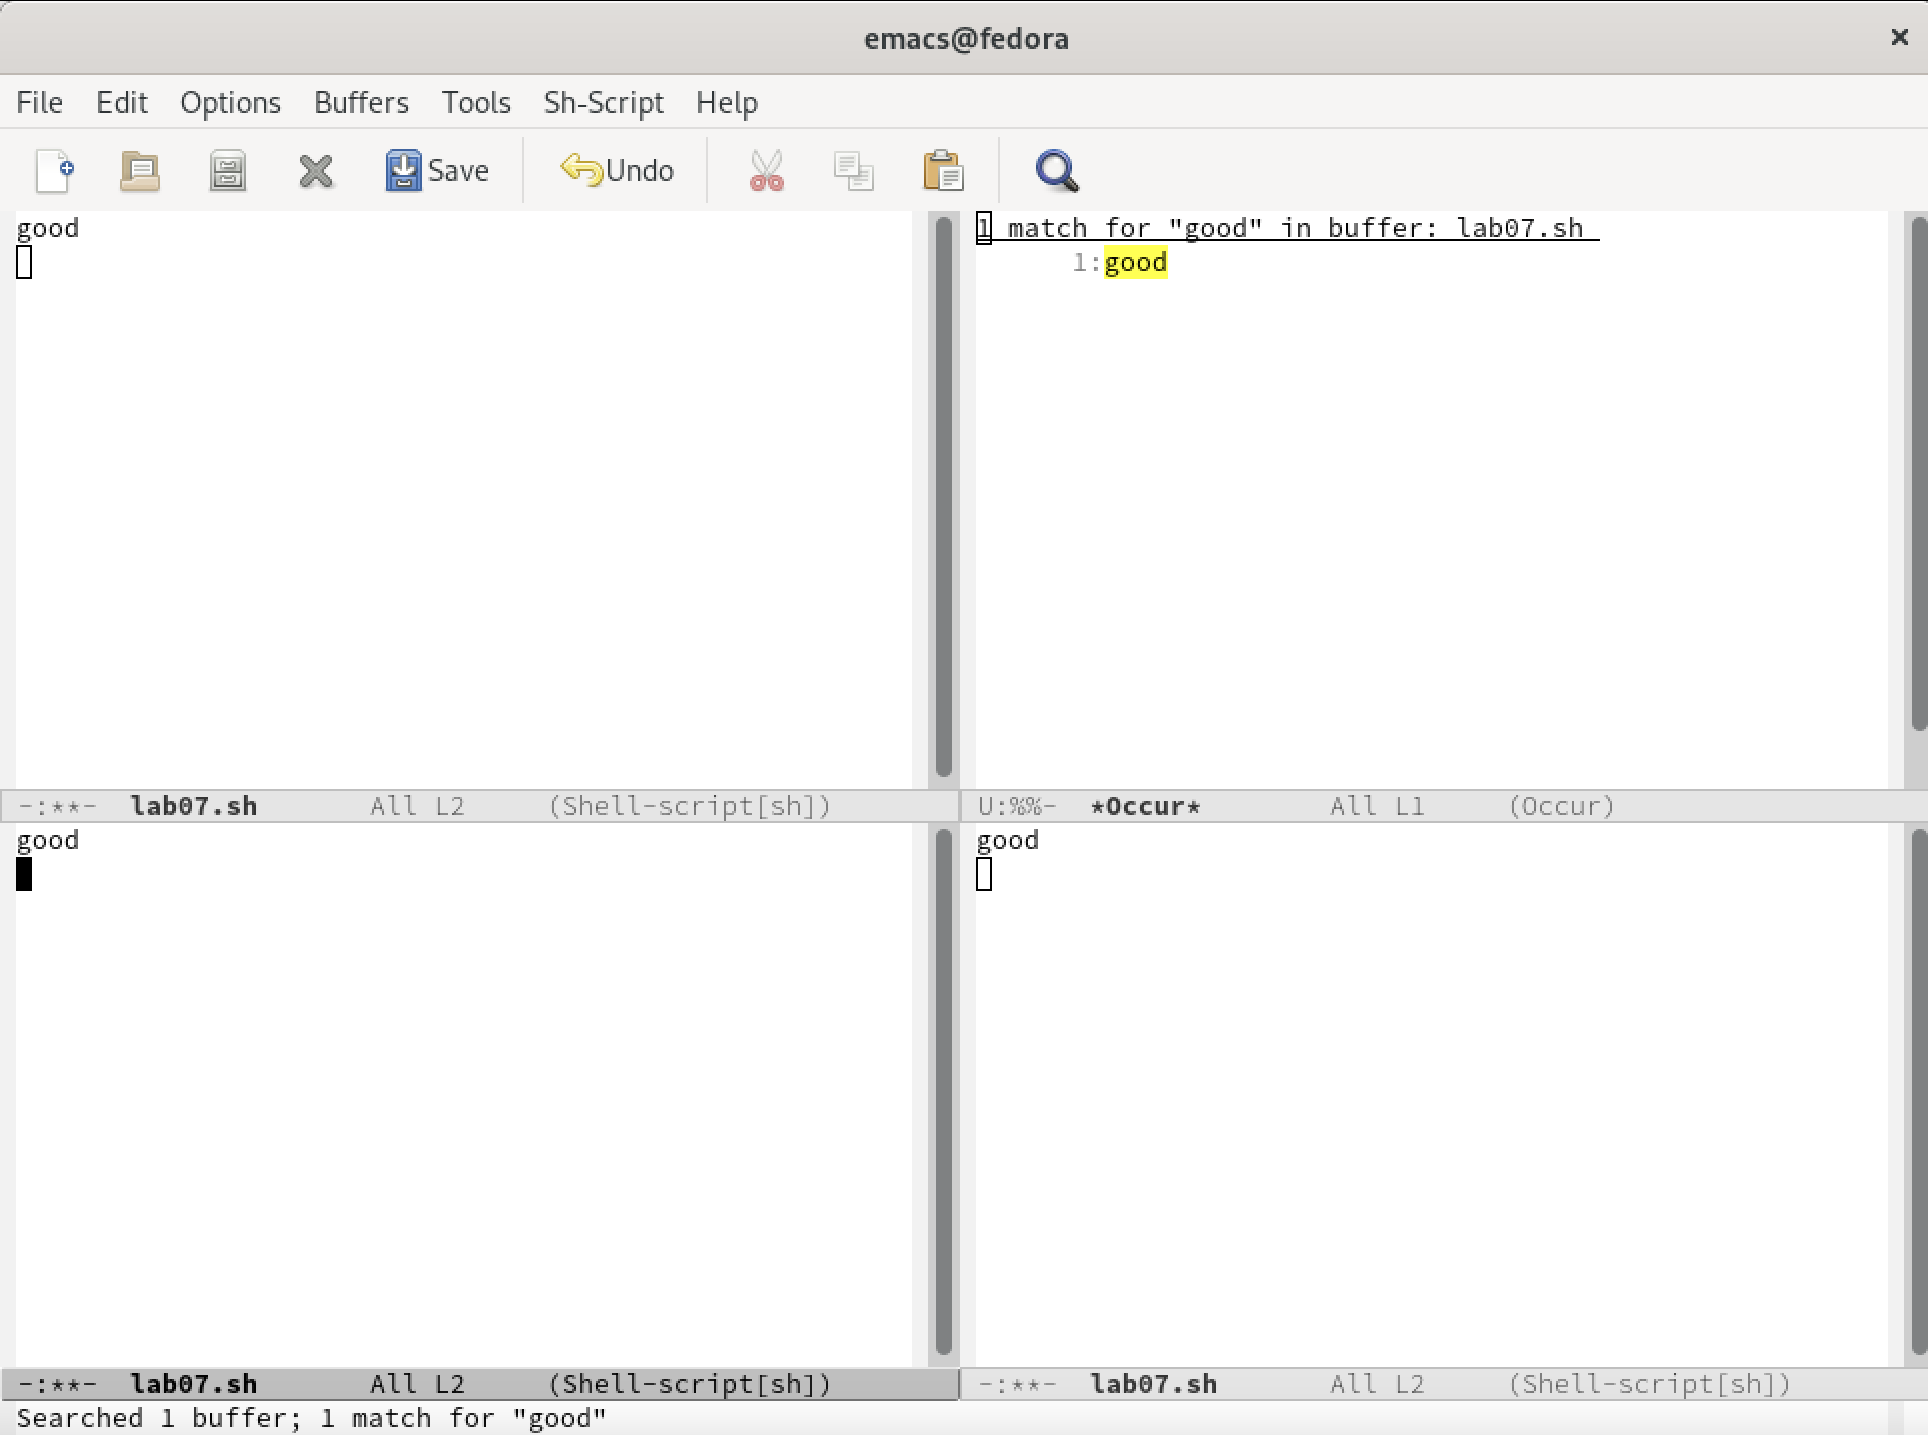 emacs@fedora
File Edit Options Buffers Tools Sh-Script Help
Save Undo
good
1 match for "good" in buffer: lab07.sh
1:good
-:**- lab07.sh All L2 (Shell-script[sh])
U:%%- *Occur* All L1 (Occur)
good
good
-:**- lab07.sh All L2 (Shell-script[sh])
-:**- lab07.sh All L2 (Shell-script[sh])
Searched 1 buffer; 1 match for "good"